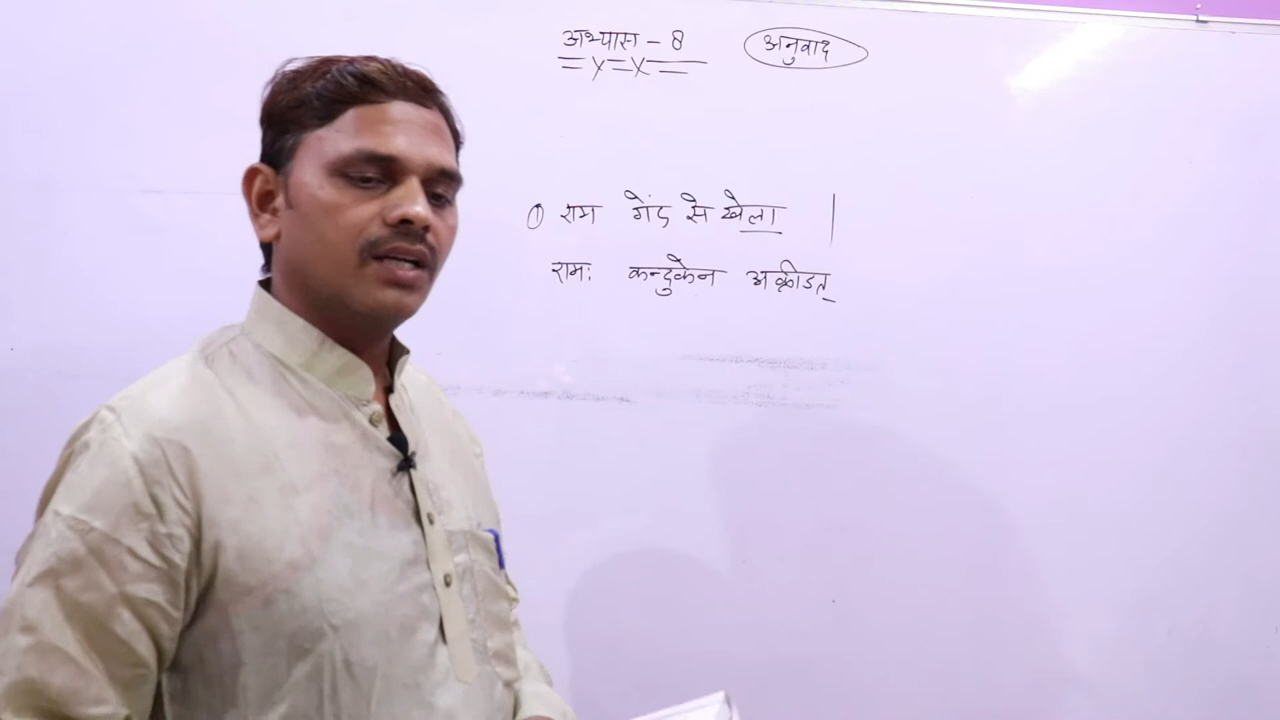 अभ्यास - 8 अनुवाद
① राम गेंद से खेला |
रामः कन्दुकेन अक्रीडत्